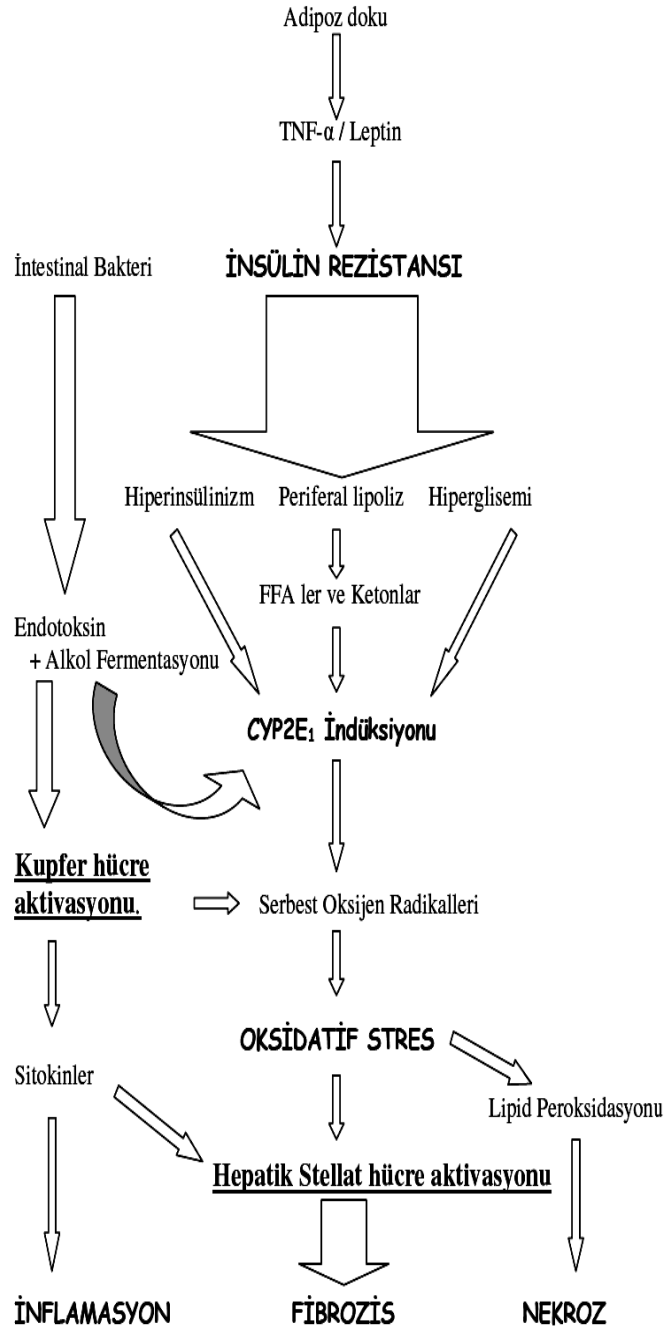 Adipoz doku
TNF-α / Leptin
İntestinal Bakteri
İNSÜLİN REZİSTANSI
Hiperinsülinizm
Periferal lipoliz
Hiperglisemi
FFA ler ve Ketonlar
Endotoksin
+ Alkol Fermentasyonu
CYP2E₁ İndüksiyonu
Kupfer hücre
aktivasyonu.
Serbest Oksijen Radikalleri
OKSİDATİF STRES
Sitokinler
Lipid Peroksidasyonu
Hepatik Stellat hücre aktivasyonu
İNFLAMASYON
FİBROZİS
NEKROZ